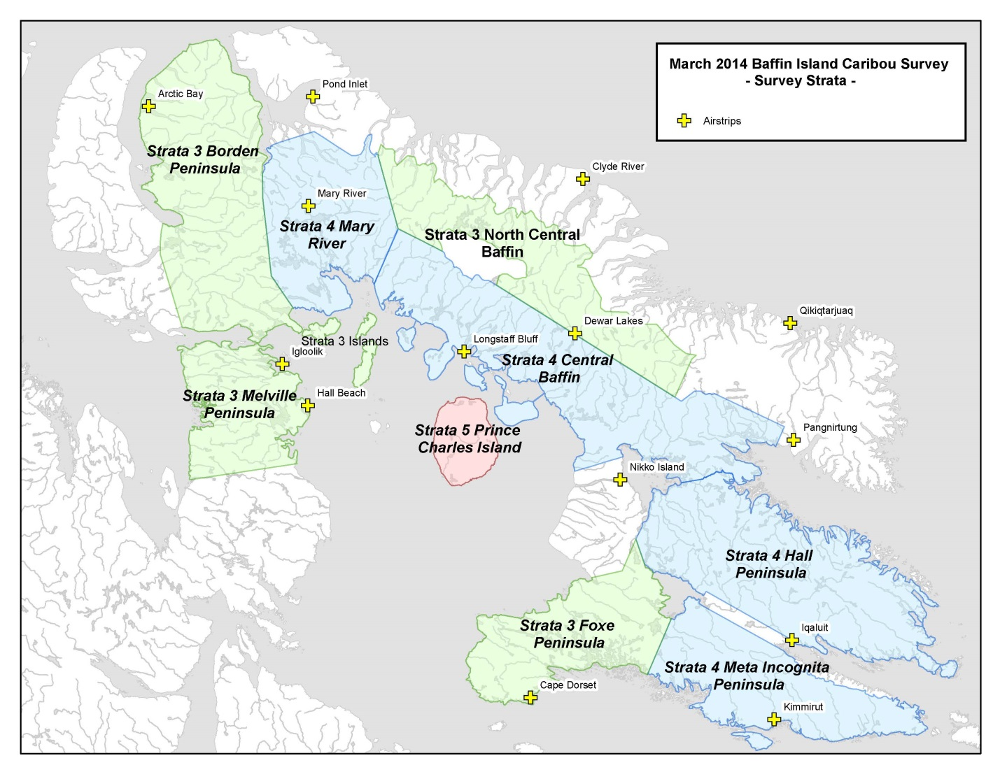 March 2014 Baffin Island Caribou Survey
- Survey Strata -
Airstrips
Pond Inlet
Arctic Bay
Strata 3 Borden
Peninsula
Clyde River
Mary River
Strata 4 Mary
River
Strata 3 North Central
Baffin
Qikiqtarjuaq
Dewar Lakes
Longstaff Bluff
Strata 3 Islands
Igloolik
Strata 4 Central
Baffin
Hall Beach
Strata 3 Melville
Peninsula
Strata 5 Prince
Charles Island
Pangnirtung
Nikko Island
Strata 4 Hall
Peninsula
Strata 3 Foxe
Peninsula
Iqaluit
Strata 4 Meta Incognita
Peninsula
Cape Dorset
Kimmirut